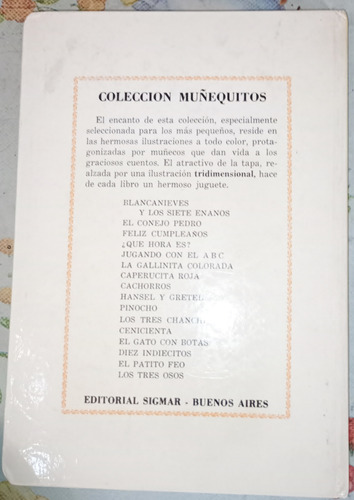 COLECCION MUÑEQUITOS
El encanto de esta colección, especialmente
seleccionada para los más pequeños, reside en
las hermosas ilustraciones a todo color, prota-
gonizadas por muñecos que dan vida a los
graciosos cuentos. El atractivo de la tapa, re-
alzada por una ilustración tridimensional, hace
de cada libro un hermoso juguete.
BLANCANIEVES
Y LOS SIETE ENANOS
EL CONEJO PEDRO
FELIZ CUMPLEAÑOS
¿QUE HORA ES?
JUGANDO CON EL A B C
LA GALLINITA COLORADA
CAPERUCITA ROJA
CACHORROS
HANSEL Y GRETEL
PINOCHO
LOS TRES CHANCHI
CENICIENTA
EL GATO CON BOTAS
DIEZ INDIECITOS
EL PATITO FEO
LOS TRES OSOS
EDITORIAL SIGMAR - BUENOS AIRES